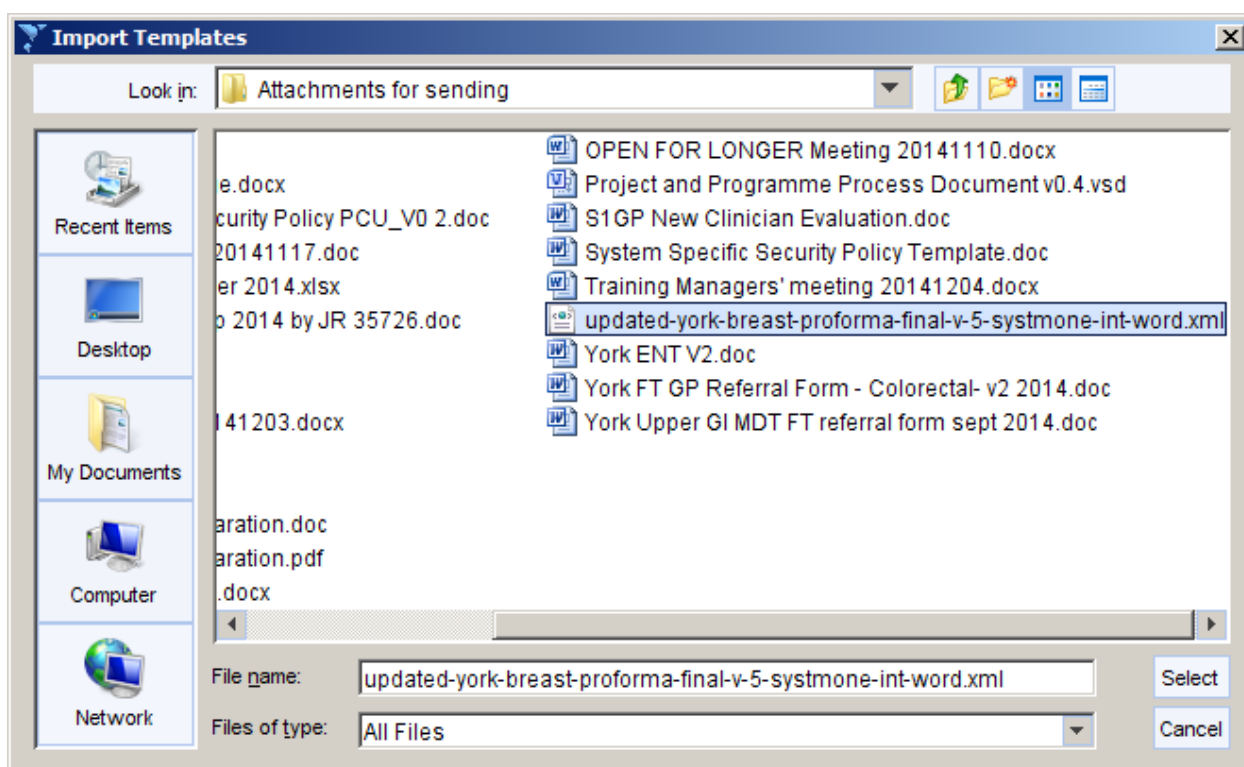 Import Templates
Look in: Attachments for sending
Recent Items
Desktop
My Documents
Computer
Network
e.docx
curity Policy PCU_V0 2.doc
20141117.doc
er 2014.xlsx
2014 by JR 35726.doc
141203.docx
aration.doc
aration.pdf
.docx
OPEN FOR LONGER Meeting 20141110.docx
Project and Programme Process Document v0.4.vsd
S1GP New Clinician Evaluation.doc
System Specific Security Policy Template.doc
Training Managers' meeting 20141204.docx
updated-york-breast-proforma-final-v-5-systmone-int-word.xml
York ENT V2.doc
York FT GP Referral Form - Colorectal- v2 2014.doc
York Upper GI MDT FT referral form sept 2014.doc
File name: updated-york-breast-proforma-final-v-5-systmone-int-word.xml
Select
Files of type: All Files
Cancel